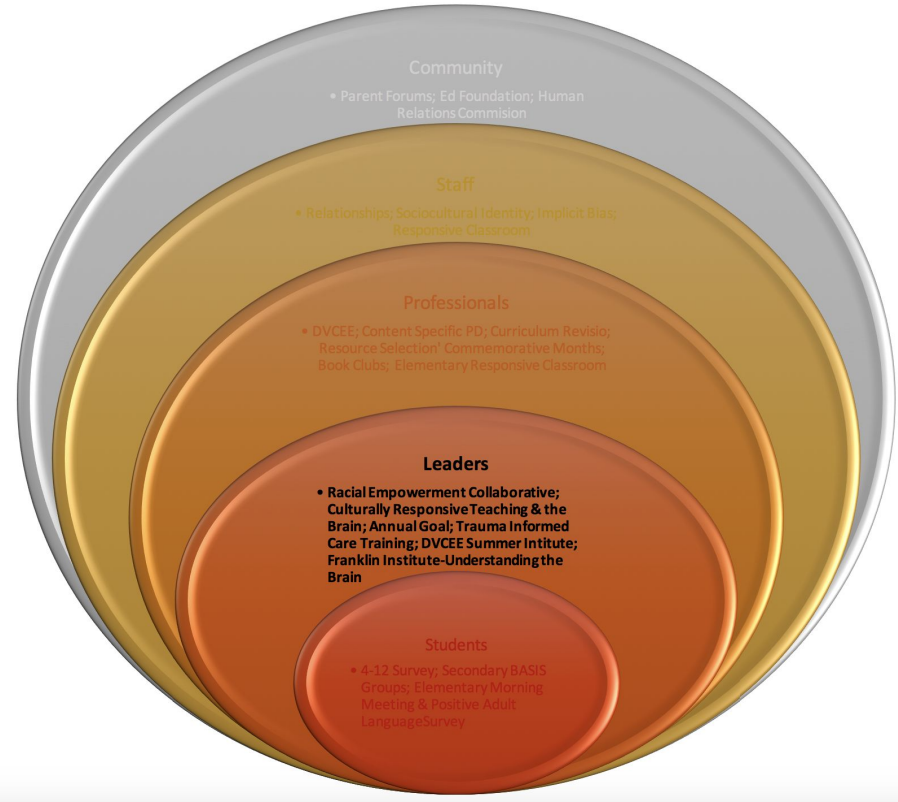 Community
• Parent Forums; Ed Foundation; Human
Relations Commision
Staff
• Relationships; Sociocultural Identity; Implicit Bias;
Responsive Classroom
Professionals
• DVCEE; Content Specific PD; Curriculum Revisio;
Resource Selection' Commemorative Months;
Book Clubs; Elementary Responsive Classroom
Leaders
• Racial Empowerment Collaborative;
Culturally Responsive Teaching & the
Brain; Annual Goal; Trauma Informed
Care Training; DVCEE Summer Intitute;
Franklin Institute-Understanding the
Brain
Students
• 4-12 Survey; Secondary BASIS
Groups; Elementary Morning
Meeting & Positive Adult
LanguageSurvey